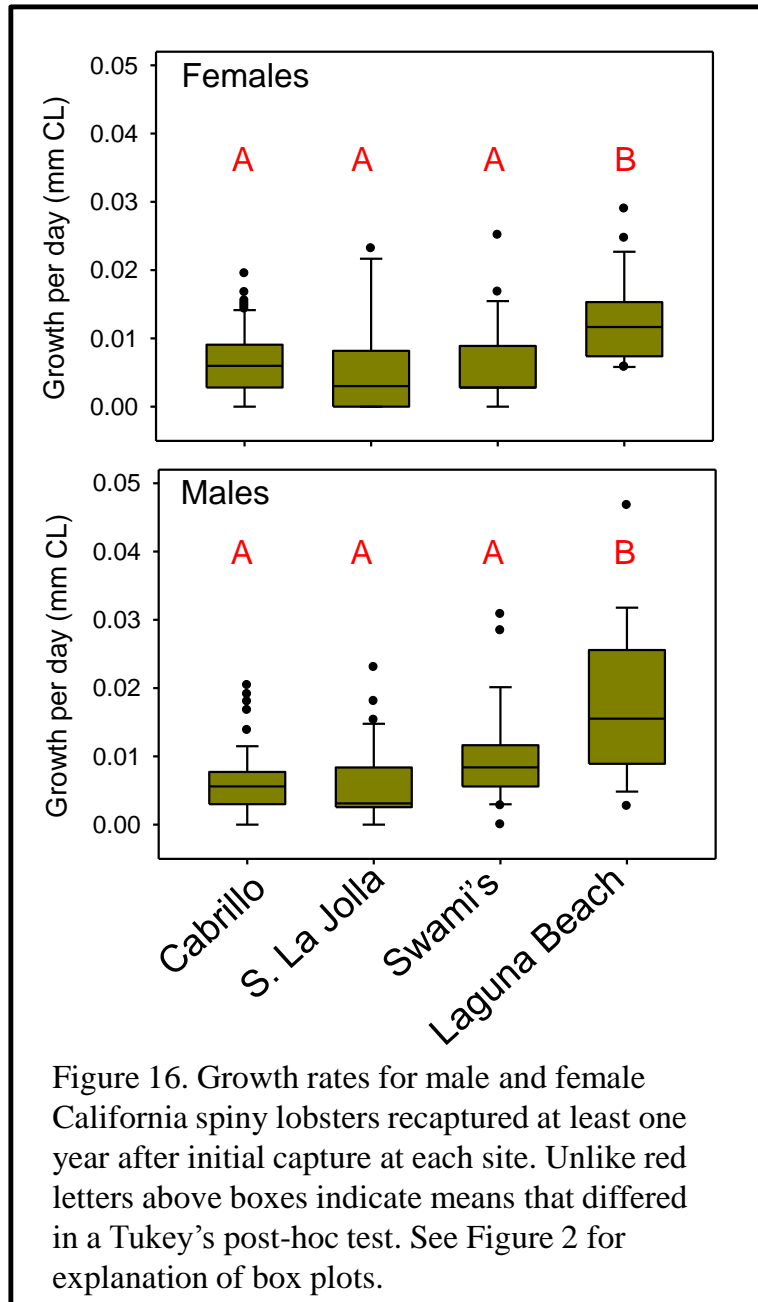 Females
0.05
0.04
0.03
0.02
0.01
0.00
Growth per day (mm CL)
A A A B
Males
0.05
0.04
0.03
0.02
0.01
0.00
Growth per day (mm CL)
A A A B
Cabrillo
S. La Jolla
Swami's
Laguna Beach
Figure 16. Growth rates for male and female
California spiny lobsters recaptured at least one
year after initial capture at each site. Unlike red
letters above boxes indicate means that differed
in a Tukey's post-hoc test. See Figure 2 for
explanation of box plots.